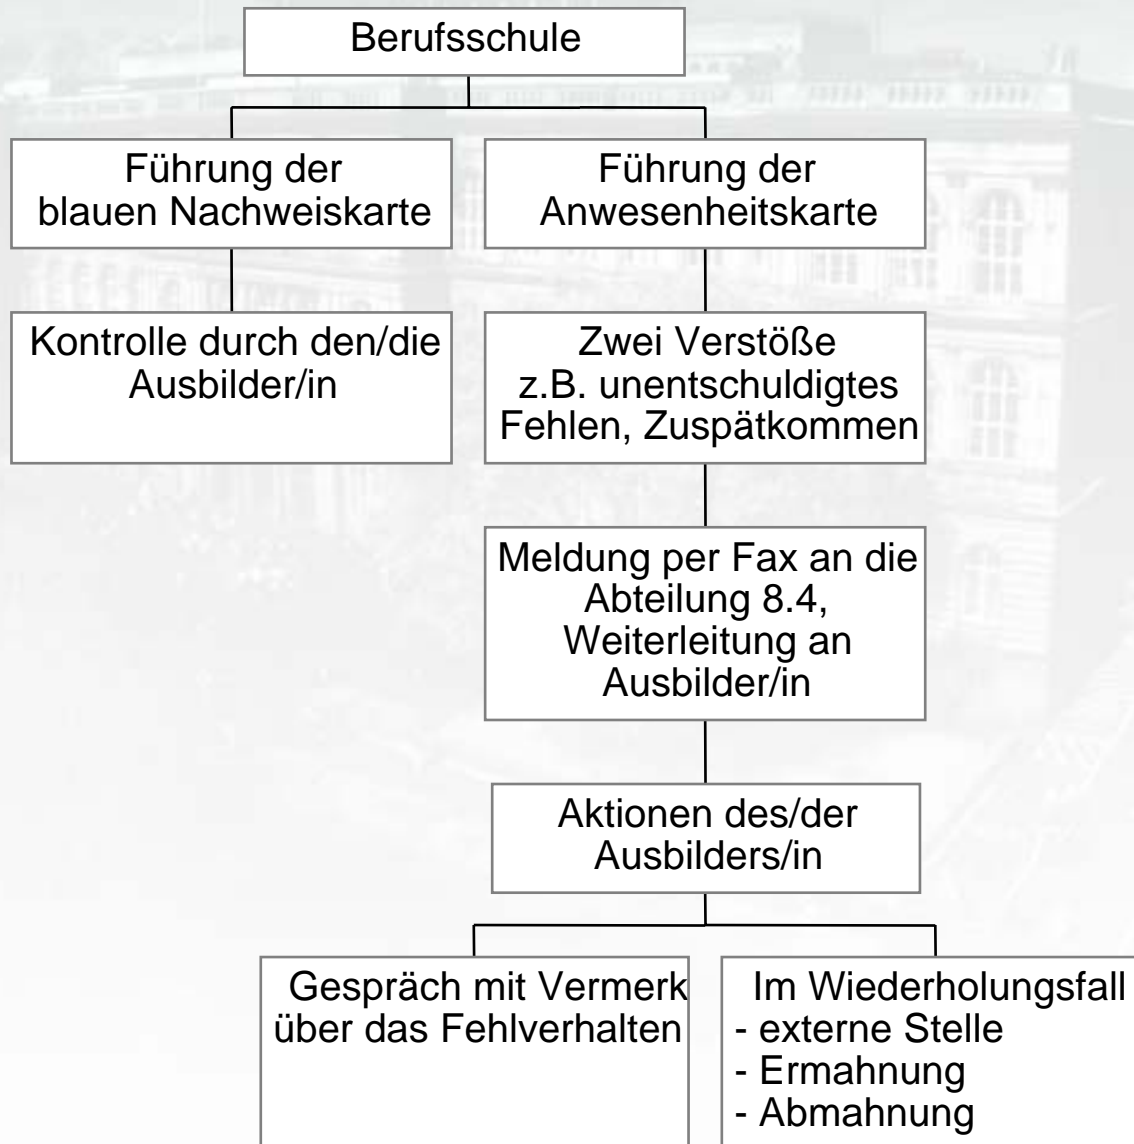 Berufsschule
Führung der
blauen Nachweiskarte
Führung der
Anwesenheitskarte
Kontrolle durch den/die
Ausbilder/in
Zwei Verstöße
z.B. unentschuldigtes
Fehlen, Zuspätkommen
Meldung per Fax an die
Abteilung 8.4,
Weiterleitung an
Ausbilder/in
Aktionen des/der
Ausbilders/in
Gespräch mit Vermerk
über das Fehlverhalten
Im Wiederholungsfall
- externe Stelle
- Ermahnung
- Abmahnung